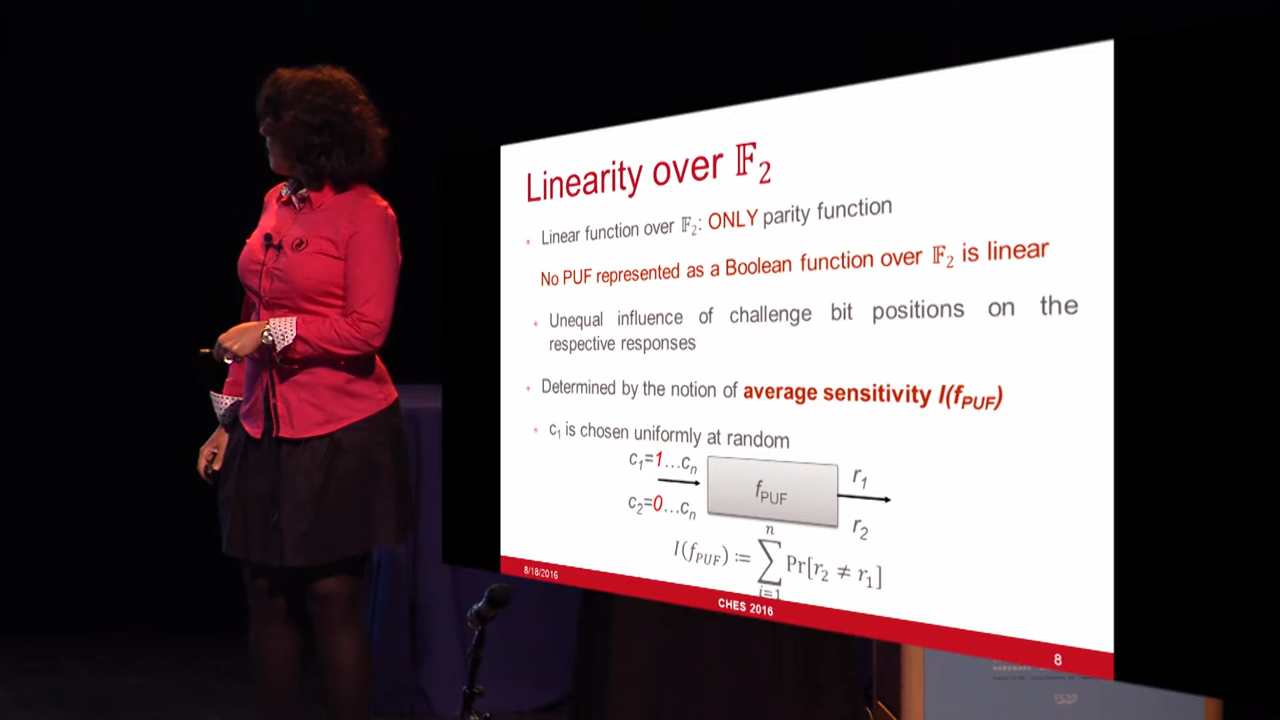 Linearity over 𝔽₂
Linear function over 𝔽₂: ONLY parity function
No PUF represented as a Boolean function over 𝔽₂ is linear
Unequal influence of challenge bit positions on the
respective responses
Determined by the notion of average sensitivity I(f_PUF)
c₁ is chosen uniformly at random
c₁=1…cₙ
c₂=0…cₙ
f_PUF
r₁
r₂
I(f_PUF) := ∑ⁿᵢ₌₁ Pr[r₂ ≠ r₁]
8/18/2016
CHES 2016
8